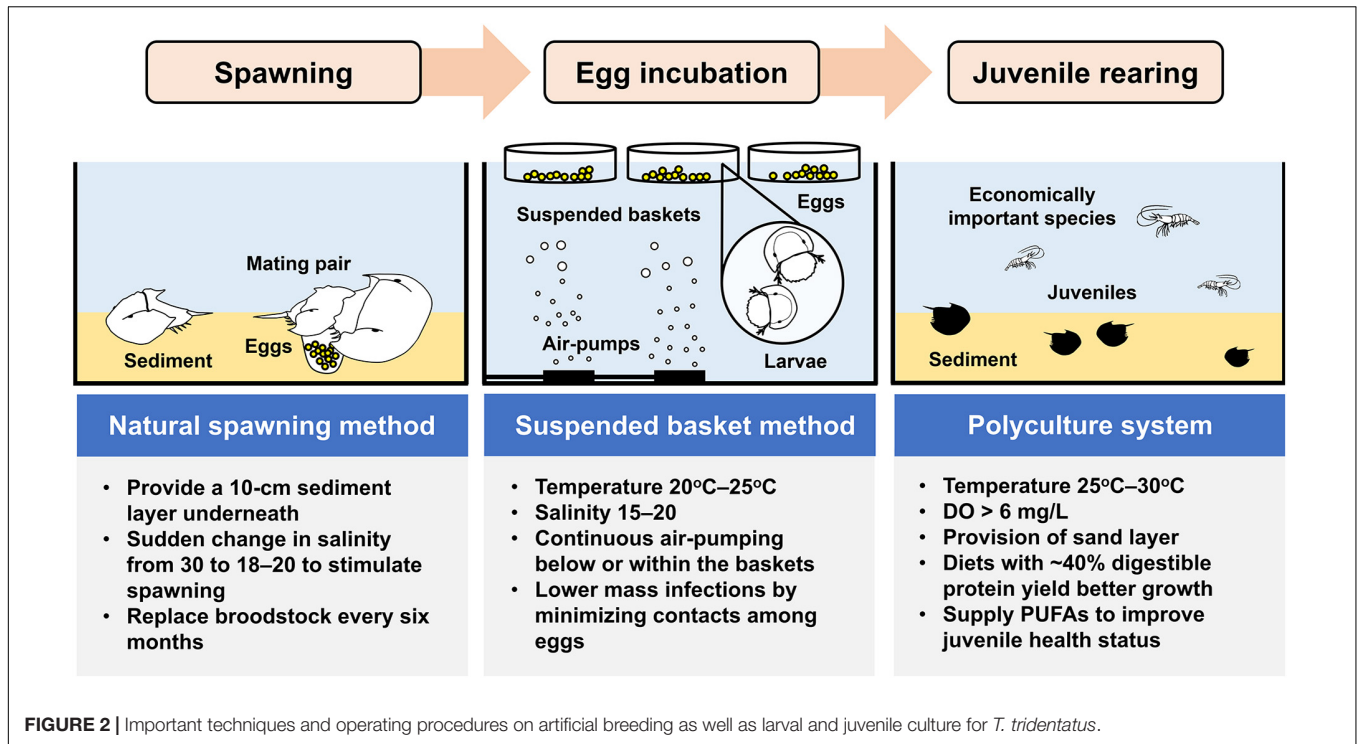 Spawning
Egg incubation
Juvenile rearing
Mating pair
Sediment
Eggs
Suspended baskets
Eggs
Air-pumps
Larvae
Economically
important species
Juveniles
Sediment
Natural spawning method
• Provide a 10-cm sediment
layer underneath
• Sudden change in salinity
from 30 to 18–20 to stimulate
spawning
• Replace broodstock every six
months
Suspended basket method
• Temperature 20°C–25°C
• Salinity 15–20
• Continuous air-pumping
below or within the baskets
• Lower mass infections by
minimizing contacts among
eggs
Polyculture system
• Temperature 25°C–30°C
• DO > 6 mg/L
• Provision of sand layer
• Diets with ~40% digestible
protein yield better growth
• Supply PUFAs to improve
juvenile health status
FIGURE 2 | Important techniques and operating procedures on artificial breeding as well as larval and juvenile culture for T. tridentatus.